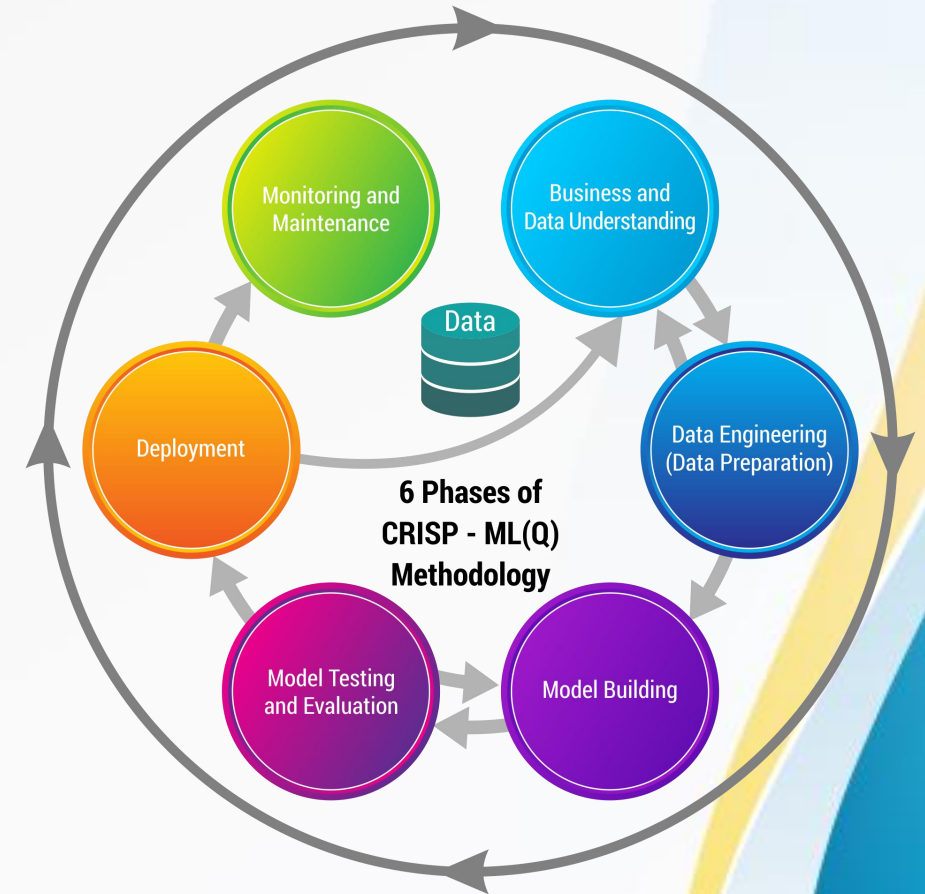 Monitoring and
Maintenance
Business and
Data Understanding
Data
Deployment
Data Engineering
(Data Preparation)
6 Phases of
CRISP - ML(Q)
Methodology
Model Testing
and Evaluation
Model Building